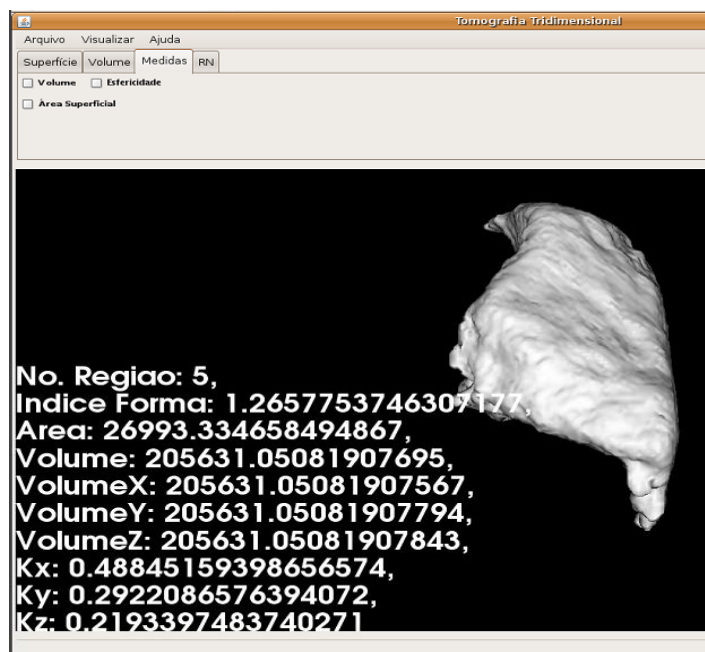 Tomografia Tridimensional
Arquivo Visualizar Ajuda
Superfície Volume Medidas RN
Volume Esfericidade
Àrea Superficial
No. Regiao: 5,
Indice Forma: 1.2657753746307177,
Area: 26993.334658494867,
Volume: 205631.05081907695,
VolumeX: 205631.05081907567,
VolumeY: 205631.05081907794,
VolumeZ: 205631.05081907843,
Kx: 0.48845159398656574,
Ky: 0.2922086576394072,
Kz: 0.2193397483740271